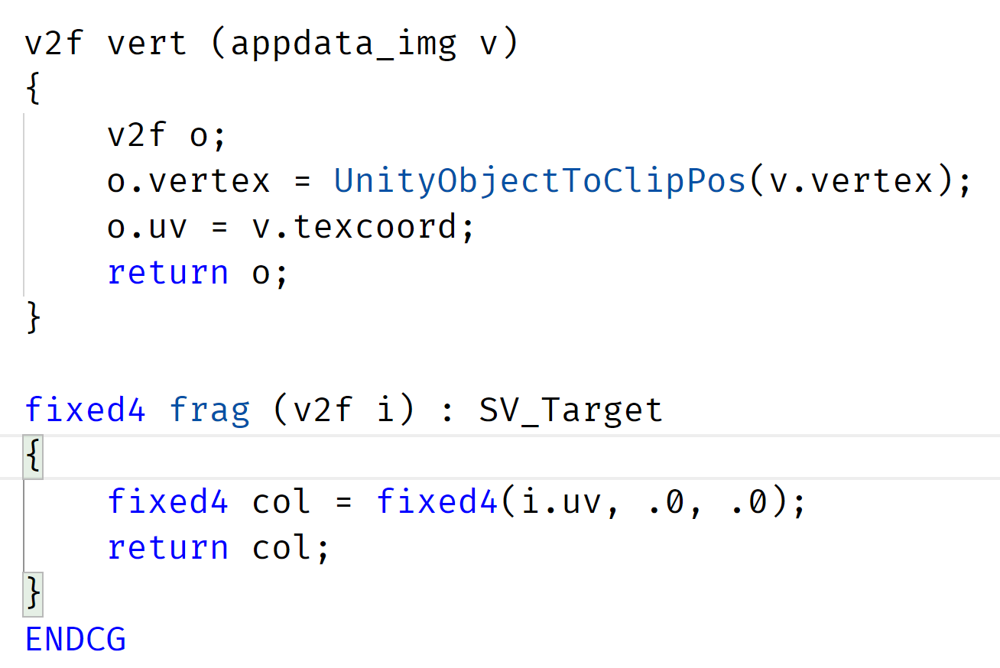 v2f vert (appdata_img v)
{
    v2f o;
    o.vertex = UnityObjectToClipPos(v.vertex);
    o.uv = v.texcoord;
    return o;
}

fixed4 frag (v2f i) : SV_Target
{
    fixed4 col = fixed4(i.uv, .0, .0);
    return col;
}
ENDCG